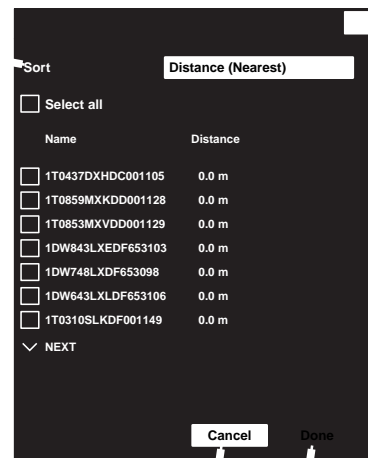 Sort Distance (Nearest)
Select all
Name Distance
1T0437DXHDC001105 0.0 m
1T0859MXKDD001128 0.0 m
1T0853MXVDD001129 0.0 m
1DW843LXEDF653103 0.0 m
1DW748LXDF653098 0.0 m
1DW643LXLDF653106 0.0 m
1T0310SLKDF001149 0.0 m
NEXT
Cancel Done